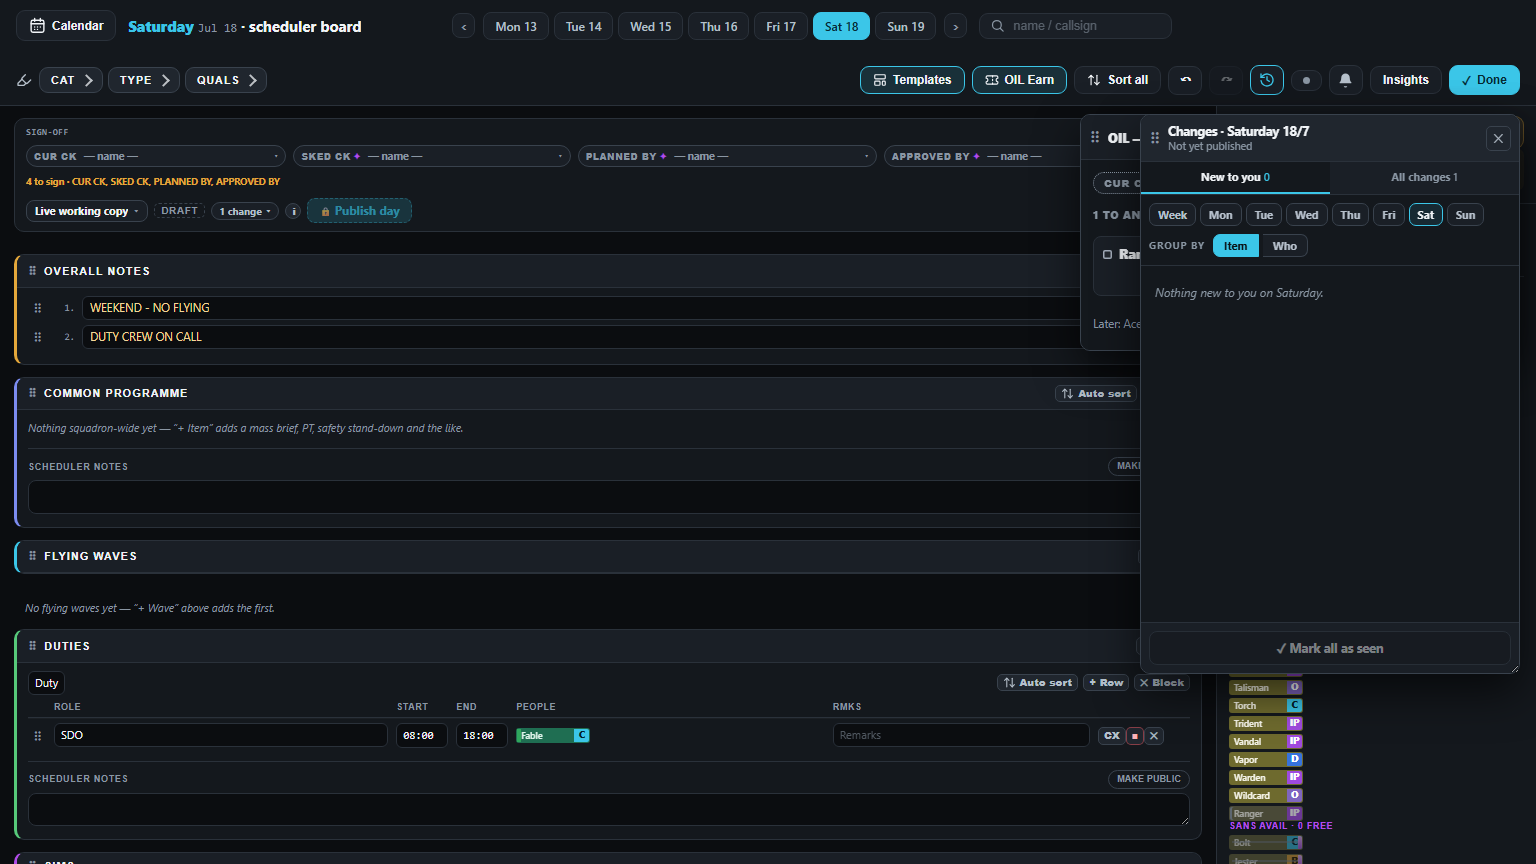 Calendar
Saturday Jul 18 · scheduler board
‹ Mon 13 Tue 14 Wed 15 Thu 16 Fri 17 Sat 18 Sun 19 ›
name / callsign
CAT TYPE QUALS
Templates OIL Earn Sort all Insights ✓ Done
SIGN-OFF
CUR CK — name —
SKED CK ✦ — name —
PLANNED BY ✦ — name —
APPROVED BY ✦ — name —
4 to sign · CUR CK, SKED CK, PLANNED BY, APPROVED BY
Live working copy DRAFT 1 change i Publish day
OVERALL NOTES
1. WEEKEND - NO FLYING
2. DUTY CREW ON CALL
COMMON PROGRAMME
Auto sort
Nothing squadron-wide yet — "+ Item" adds a mass brief, PT, safety stand-down and the like.
SCHEDULER NOTES
FLYING WAVES
No flying waves yet — "+ Wave" above adds the first.
DUTIES
Duty
Auto sort + Row ✕ Block
ROLE START END PEOPLE RMKS
SDO 08:00 18:00 Fable C Remarks CX
SCHEDULER NOTES
MAKE PUBLIC
OIL —
CUR C
1 TO AN
Later: Ace
Changes · Saturday 18/7
Not yet published
New to you 0
All changes 1
Week Mon Tue Wed Thu Fri Sat Sun
GROUP BY Item Who
Nothing new to you on Saturday.
✓ Mark all as seen
Talisman O
Torch C
Trident IP
Vandal IP
Vapor D
Warden IP
Wildcard O
Ranger IP
SANS AVAIL · 0 FREE
Bolt C